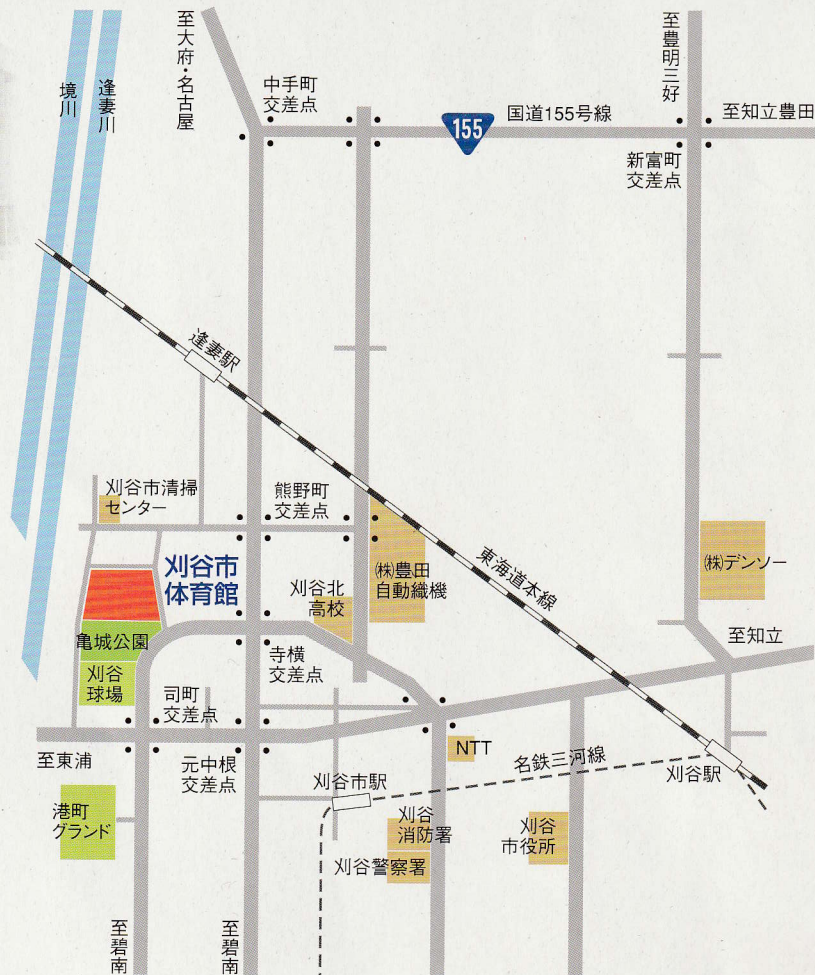 至大府・名古屋
境川
逢妻川
中手町
交差点
155
国道155号線
至豊明三好
至知立豊田
新富町
交差点
逢妻駅
刈谷市清掃
センター
熊野町
交差点
刈谷市
体育館
刈谷北
高校
(株)豊田
自動織機
東海道本線
(株)デンソー
亀城公園
刈谷
球場
寺横
交差点
至知立
司町
交差点
至東浦
元中根
交差点
NTT
名鉄三河線
刈谷駅
刈谷市駅
港町
グランド
刈谷
消防署
刈谷警察署
刈谷
市役所
至碧南
至碧南